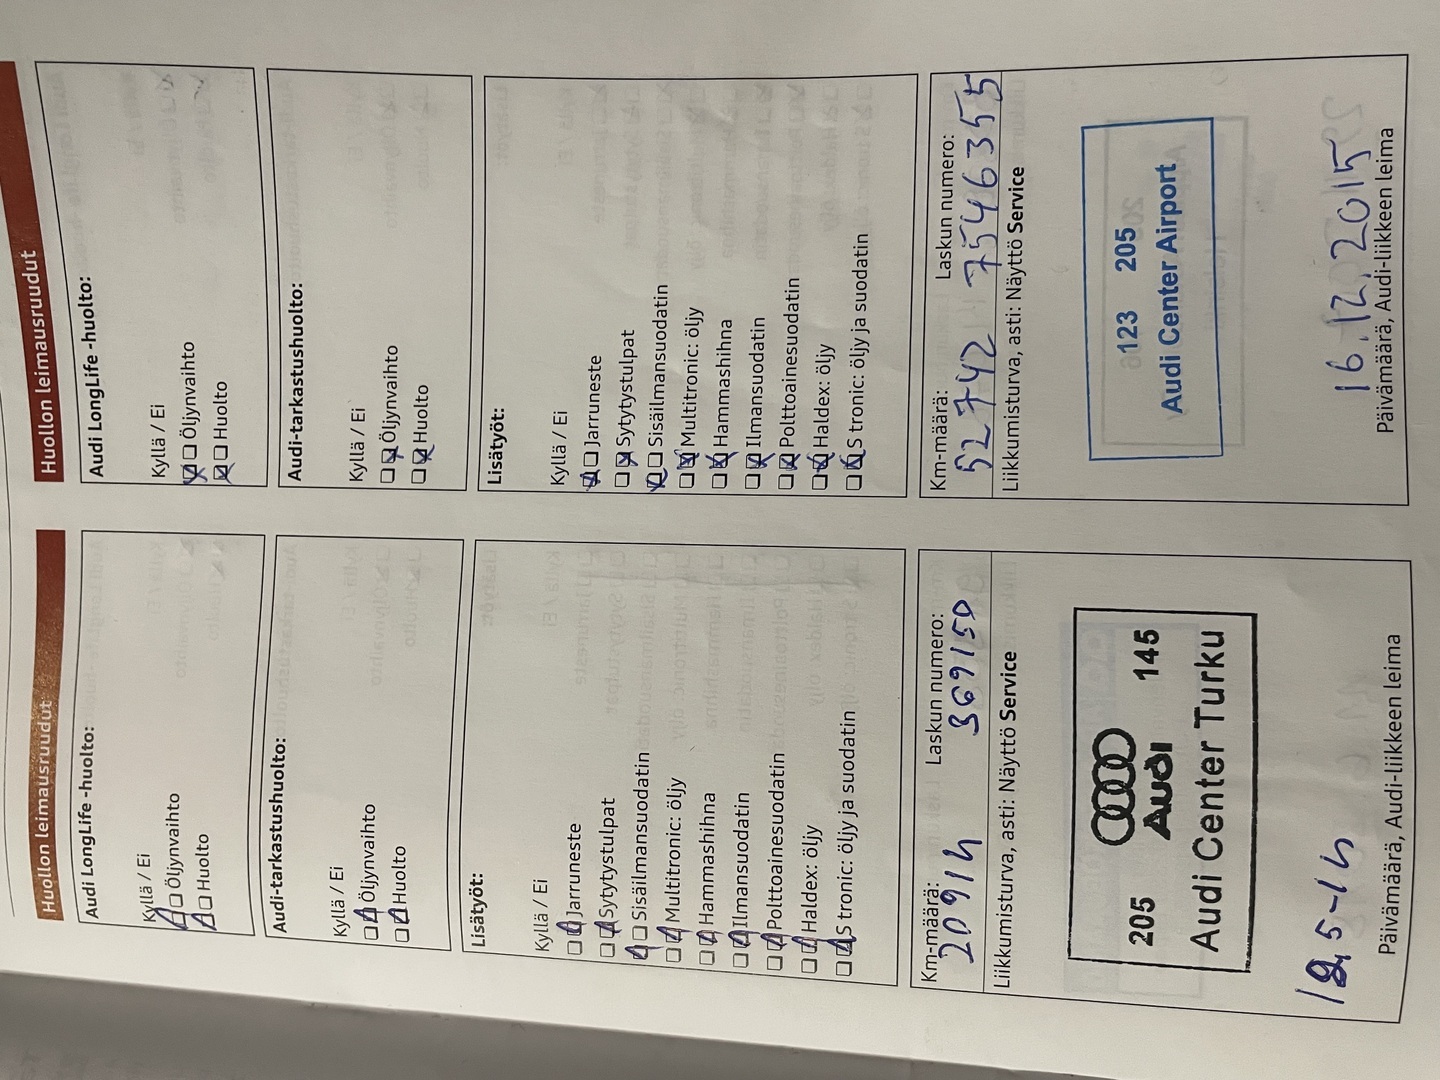 Huollon leimausruudut
Audi LongLife -huolto:
Kyllä / Ei
Öljynvaihto
Huolto
Audi-tarkastushuolto:
Kyllä / Ei
Öljynvaihto
Huolto
Lisätyöt:
Kyllä / Ei
Jarruneste
Sytytystulpat
Sisäilmansuodatin
Multitronic: öljy
Hammashihna
Ilmansuodatin
Polttoainesuodatin
Haldex: öljy
S tronic: öljy ja suodatin
Km-määrä: Laskun numero:
20914 369150
Liikkumisturva, asti: Näyttö Service
205 Audi 145
Audi Center Turku
Päivämäärä, Audi-liikkeen leima
Huollon leimausruudut
Audi LongLife -huolto:
Kyllä / Ei
Öljynvaihto
Huolto
Audi-tarkastushuolto:
Kyllä / Ei
Öljynvaihto
Huolto
Lisätyöt:
Kyllä / Ei
Jarruneste
Sytytystulpat
Sisäilmansuodatin
Multitronic: öljy
Hammashihna
Ilmansuodatin
Polttoainesuodatin
Haldex: öljy
S tronic: öljy ja suodatin
Km-määrä: Laskun numero:
52742 7546355
Liikkumisturva, asti: Näyttö Service
123 205
Audi Center Airport
16.12.2015
Päivämäärä, Audi-liikkeen leima